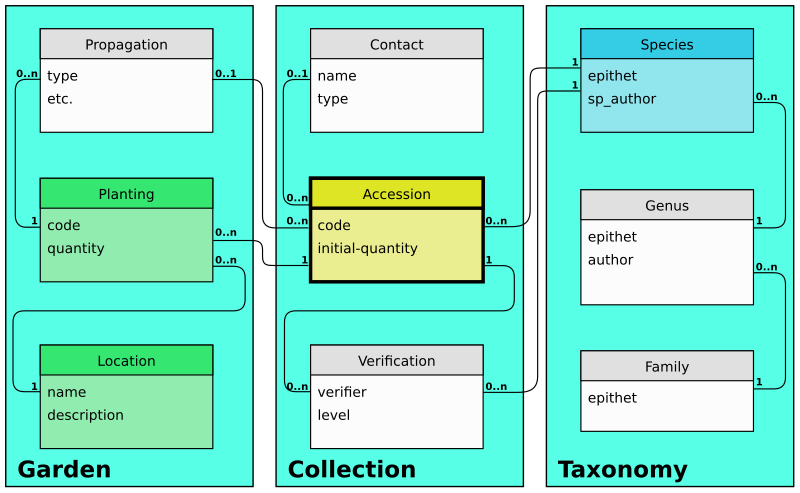 Propagation
0..n
type
0..1
etc.
Planting
1
code
quantity
0..n
0..n
Location
1
name
description
Garden
Contact
0..1
name
type
Accession
0..n
0..n
code
0..n
initial-quantity
1
1
Verification
0..n
verifier
0..n
level
Collection
Species
1
epithet
1
sp_author
0..n
Genus
1
epithet
author
0..n
Family
1
epithet
Taxonomy